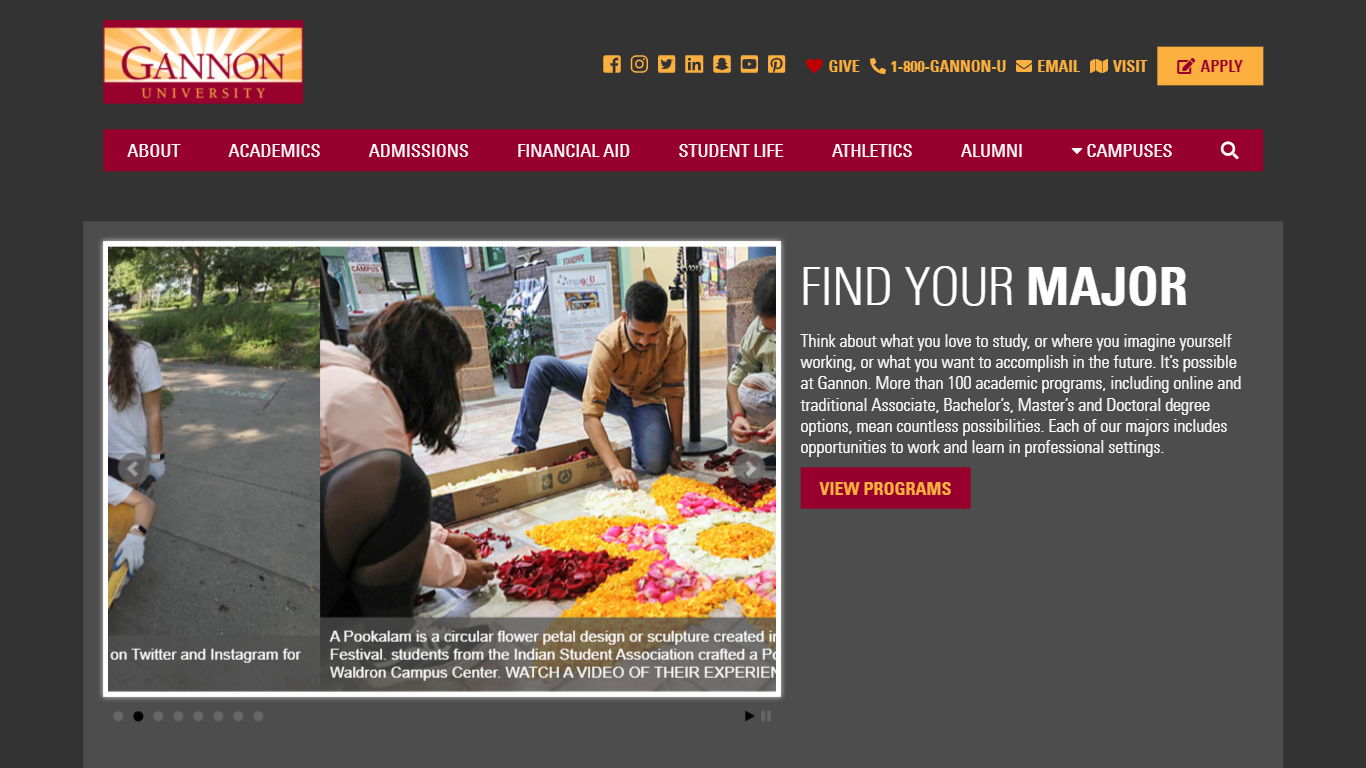 GANNON
UNIVERSITY
GIVE
1-800-GANNON-U
EMAIL
VISIT
APPLY
ABOUT
ACADEMICS
ADMISSIONS
FINANCIAL AID
STUDENT LIFE
ATHLETICS
ALUMNI
CAMPUSES
CAMPUS
STANDPIPE
on Twitter and Instagram for
A Pookalam is a circular flower petal design or sculpture created
Festival. students from the Indian Student Association crafted a
Waldron Campus Center. WATCH A VIDEO OF THEIR
FIND YOUR MAJOR
Think about what you love to study, or where you imagine yourself
working, or what you want to accomplish in the future. It's possible
at Gannon. More than 100 academic programs, including online and
traditional Associate, Bachelor's, Master's and Doctoral degree
options, mean countless possibilities. Each of our majors includes
opportunities to work and learn in professional settings.
VIEW PROGRAMS